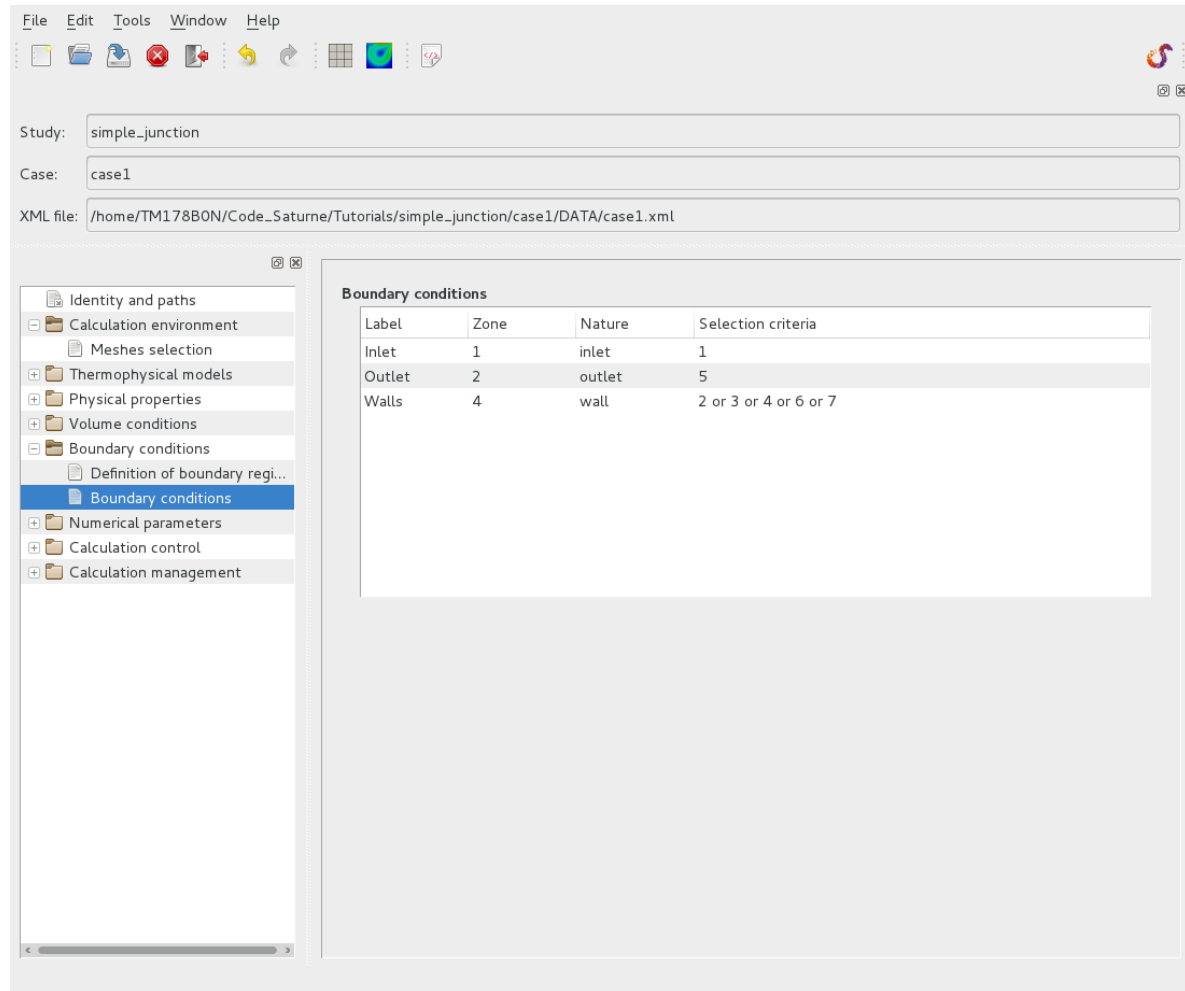 File Edit Tools Window Help
Study: simple_junction
Case: case1
XML file: /home/TM178B0N/Code_Saturne/Tutorials/simple_junction/case1/DATA/case1.xml
Identity and paths
Calculation environment
Meshes selection
Thermophysical models
Physical properties
Volume conditions
Boundary conditions
Definition of boundary regi...
Boundary conditions
Numerical parameters
Calculation control
Calculation management
Boundary conditions
Label Zone Nature Selection criteria
Inlet 1 inlet 1
Outlet 2 outlet 5
Walls 4 wall 2 or 3 or 4 or 6 or 7